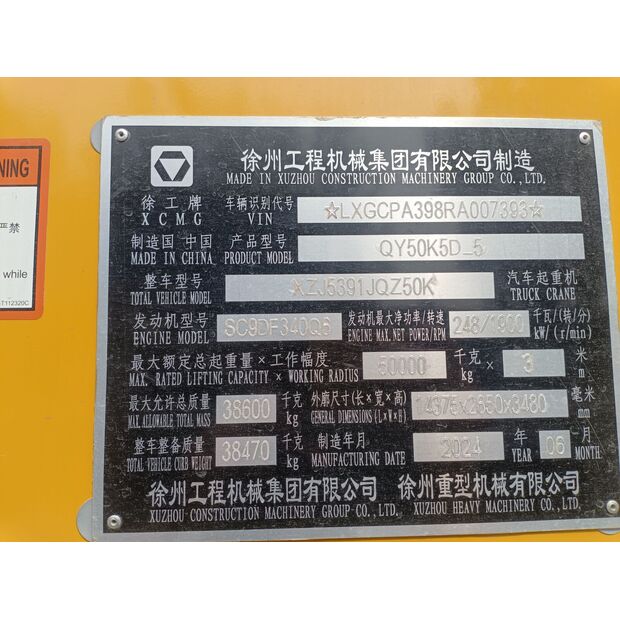 NING
严禁
while
T112320C
徐州工程机械集团有限公司制造
MADE IN XUZHOU CONSTRUCTION MACHINERY GROUP CO.,LTD.
徐工牌 车辆识别代号 ☆LXGCPA398RA007393☆
XCMG VIN
制造国 中国 产品型号 QY50K5D_5
MADE IN CHINA PRODUCT MODEL
整车型号 XZJ5391JQZ50K 汽车起重机
TOTAL VEHICLE MODEL TRUCK CRANE
发动机型号 SC9DF340Q6 发动机最大净功率/转速 248/1900 千瓦/(转/分)
ENGINE MODEL ENGINE MAX.NET POWER/RPM kW/(r/min)
最大额定总起重量×工作幅度 50000 千克 × 3 米
MAX. RATED LIFTING CAPACITY × WORKING RADIUS kg m
最大允许总质量 38600 千克 外廓尺寸(长×宽×高) 14375x2550x3480 毫米
MAX. ALLOWABLE TOTAL MASS kg GENERAL DIMENSIONS (L×W×H) mm
整车整备质量 38470 千克 制造年月 2024 年 06 月
TOTAL VEHICLE CURB WEIGHT kg MANUFACTURING DATE YEAR MONTH
徐州工程机械集团有限公司 徐州重型机械有限公司
XUZHOU CONSTRUCTION MACHINERY GROUP CO.,LTD. XUZHOU HEAVY MACHINERY CO.,LTD.